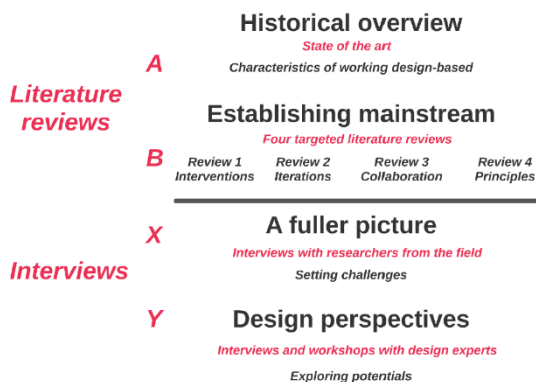 Historical overview
State of the art
A
Characteristics of working design-based
Literature
reviews
Establishing mainstream
Four targeted literature reviews
B
Review 1 Review 2 Review 3 Review 4
Interventions Iterations Collaboration Principles
X
A fuller picture
Interviews with researchers from the field
Interviews
Setting challenges
Y
Design perspectives
Interviews and workshops with design experts
Exploring potentials